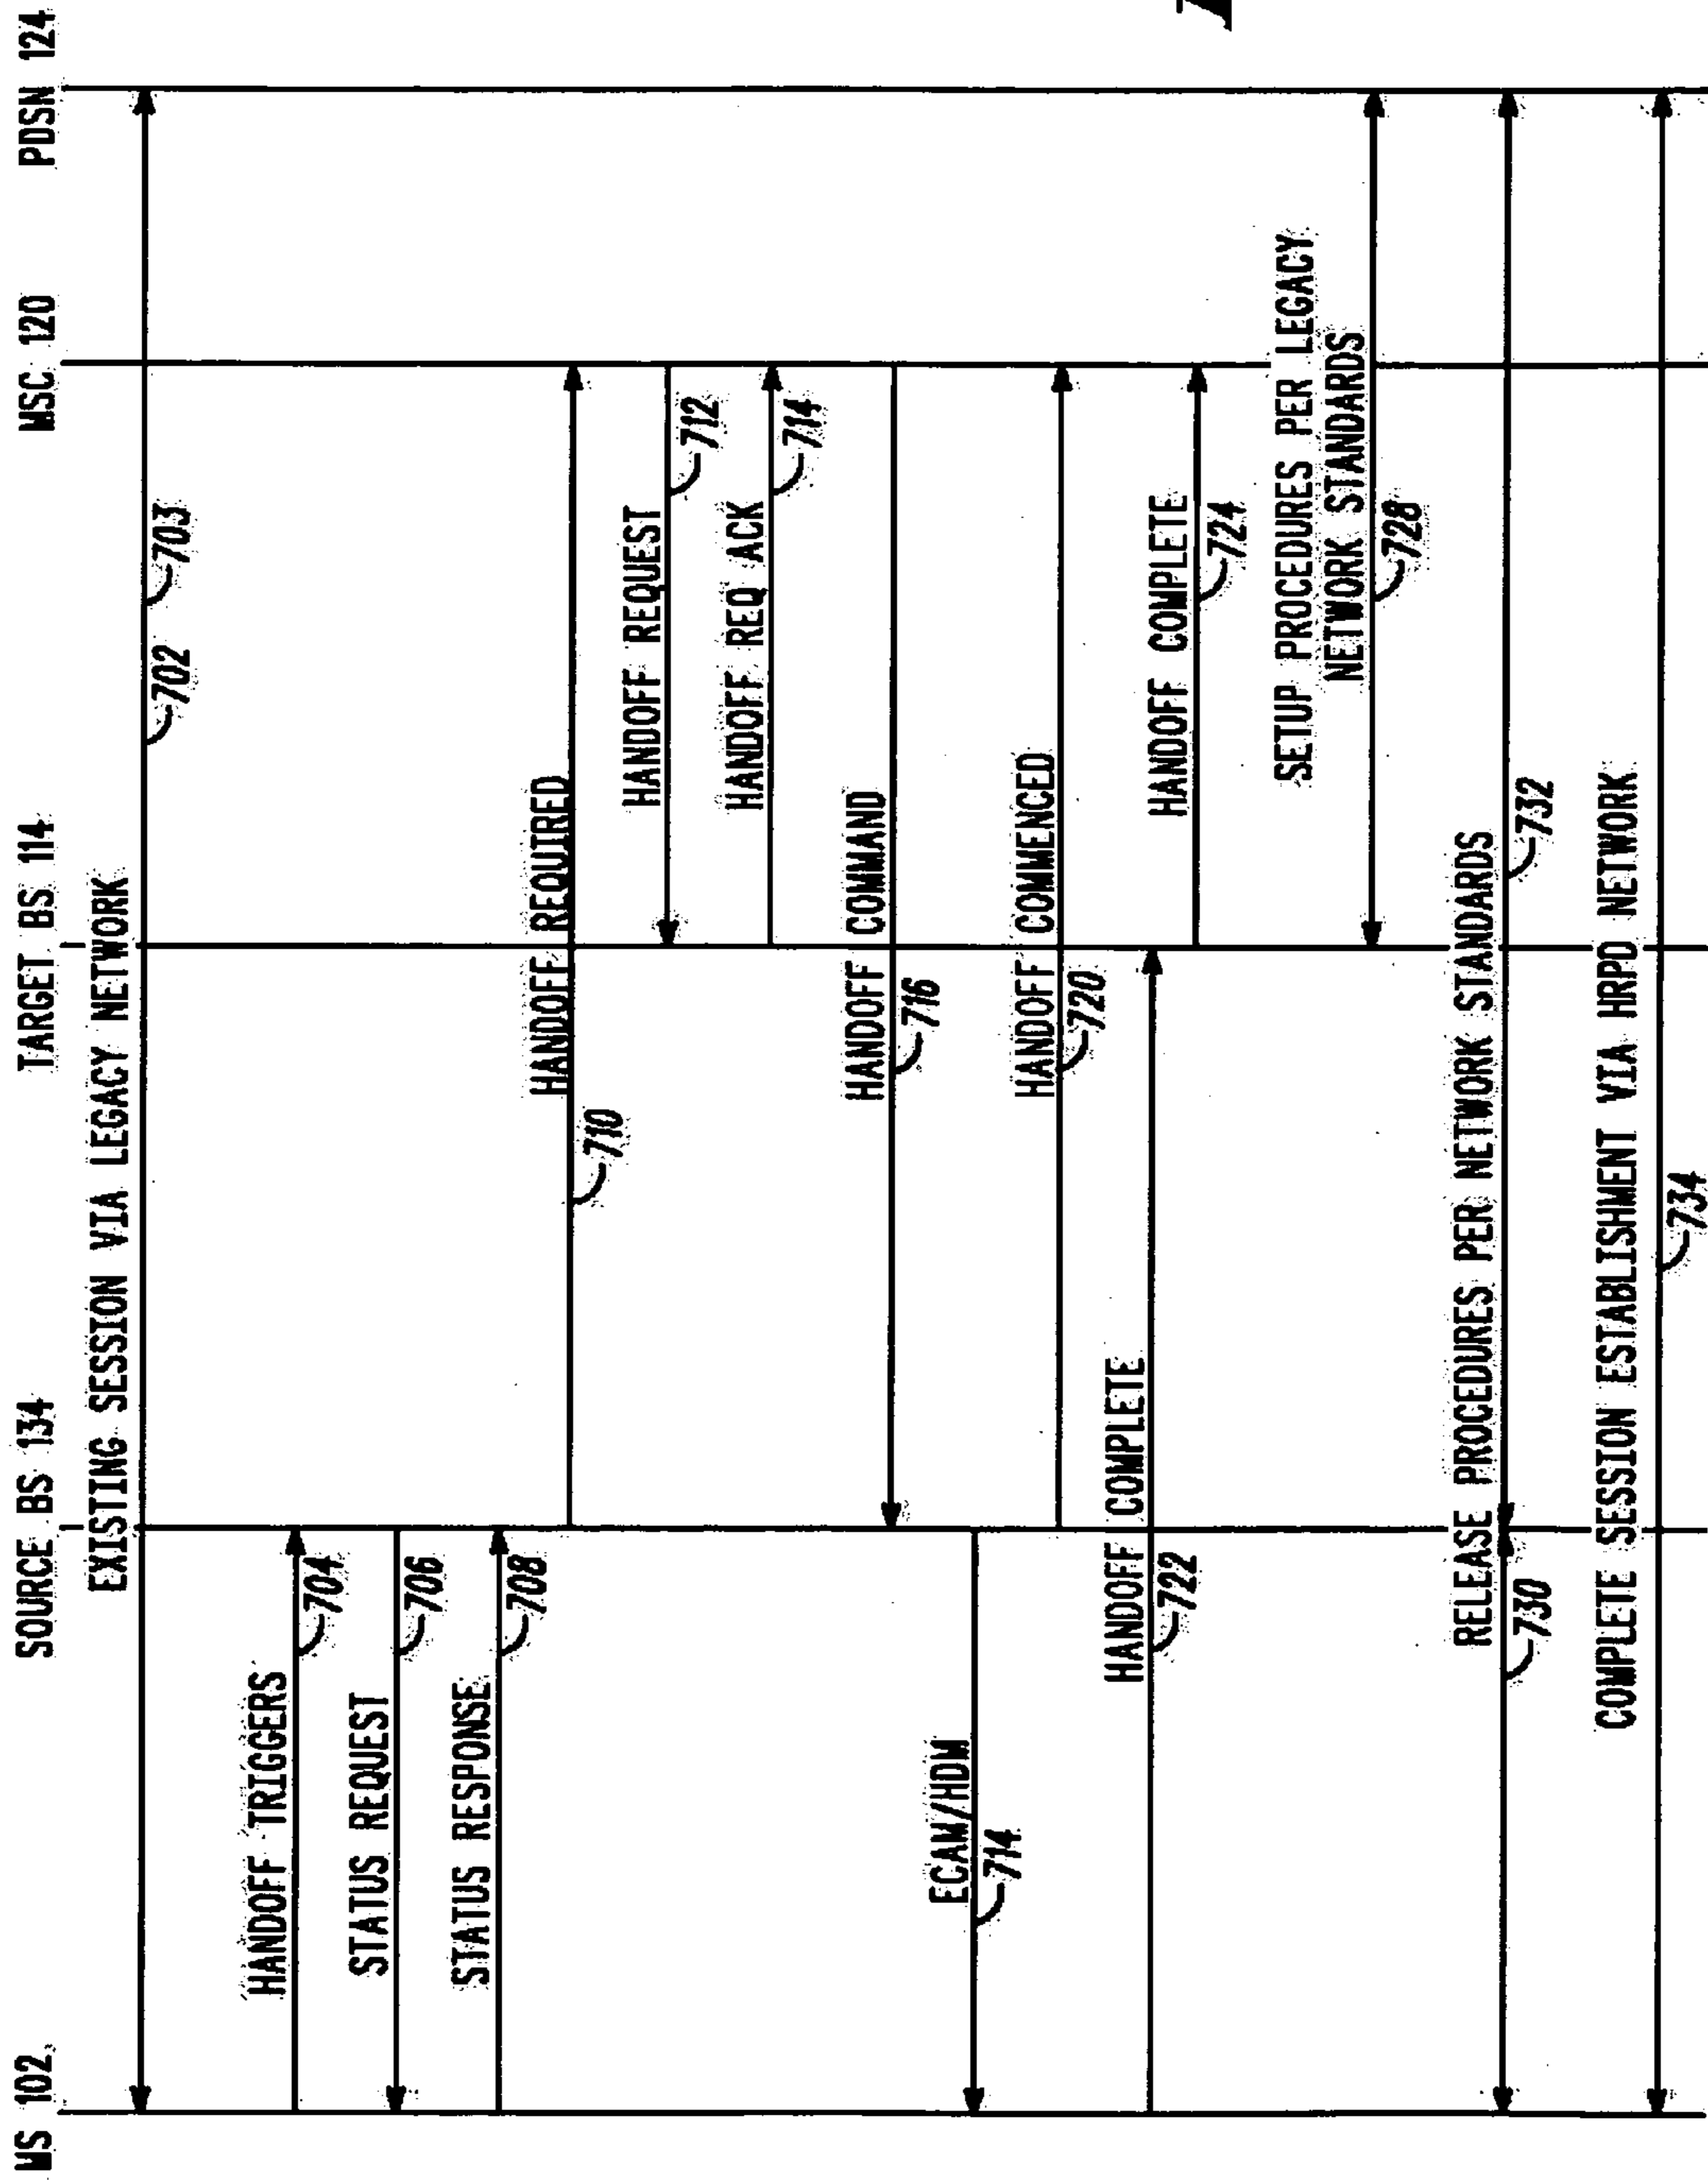 MS 102
SOURCE BS 134
TARGET BS 114
MSC 120
PDSN 124
EXISTING SESSION VIA LEGACY NETWORK
702
703
HANDOFF TRIGGERS
704
STATUS REQUEST
706
STATUS RESPONSE
708
HANDOFF REQUIRED
710
HANDOFF REQUEST
712
HANDOFF REQ ACK
714
HANDOFF COMMAND
716
ECAM/HDM
714
HANDOFF COMMENCED
720
HANDOFF COMPLETE
722
HANDOFF COMPLETE
724
SETUP PROCEDURES PER LEGACY
NETWORK STANDARDS
728
RELEASE PROCEDURES PER NETWORK STANDARDS
730
732
COMPLETE SESSION ESTABLISHMENT VIA HRPD NETWORK
734